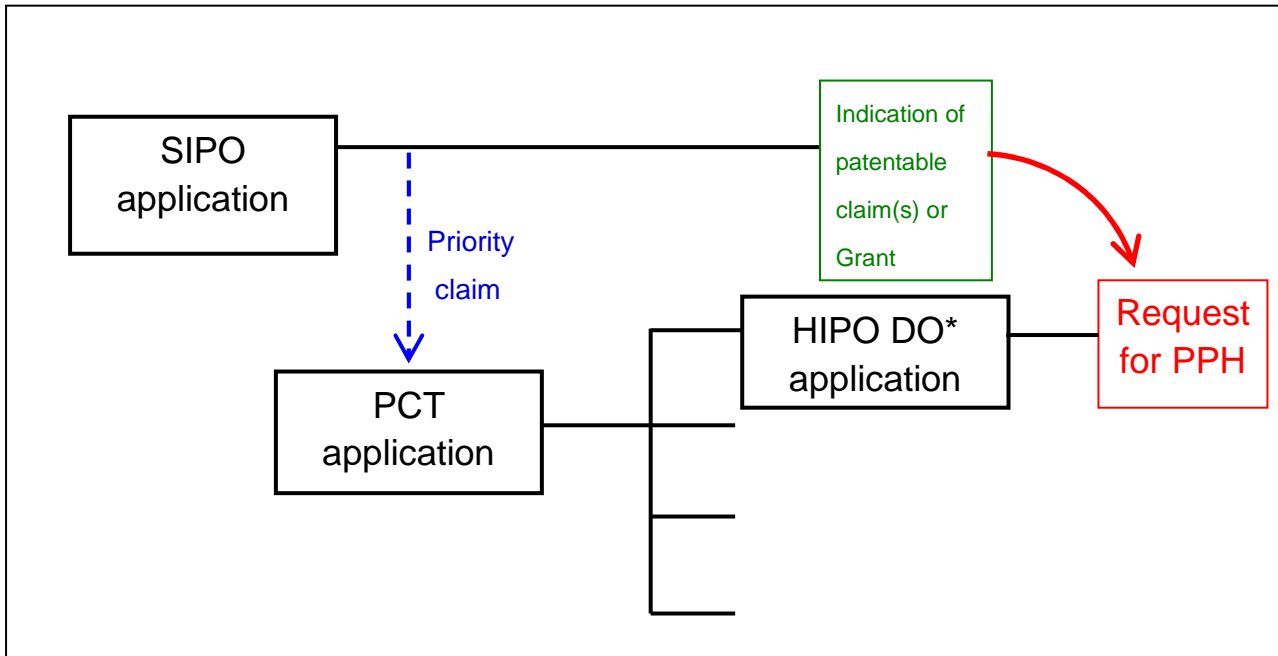 SIPO
application
Indication of
patentable
claim(s) or
Grant
Priority
claim
HIPO DO*
application
Request
for PPH
PCT
application